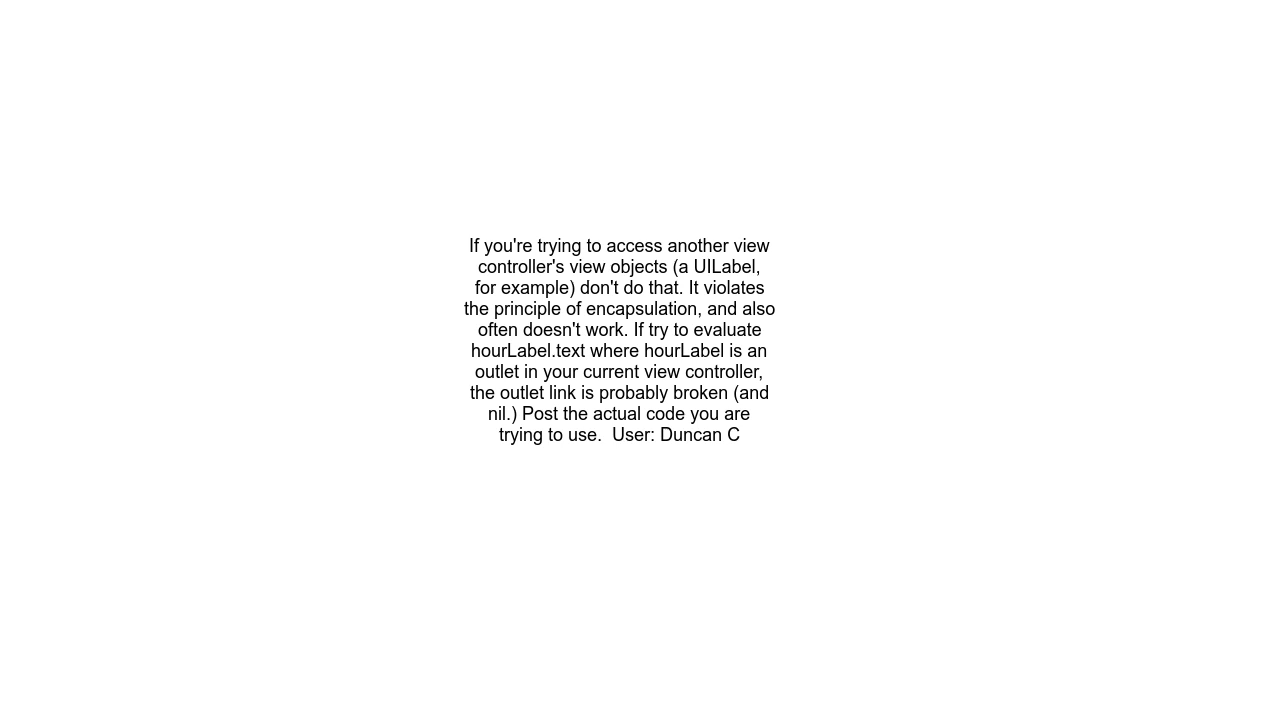 If you're trying to access another view
controller's view objects (a UILabel,
for example) don't do that. It violates
the principle of encapsulation, and also
often doesn't work. If try to evaluate
hourLabel.text where hourLabel is an
outlet in your current view controller,
the outlet link is probably broken (and
nil.) Post the actual code you are
trying to use.  User: Duncan C